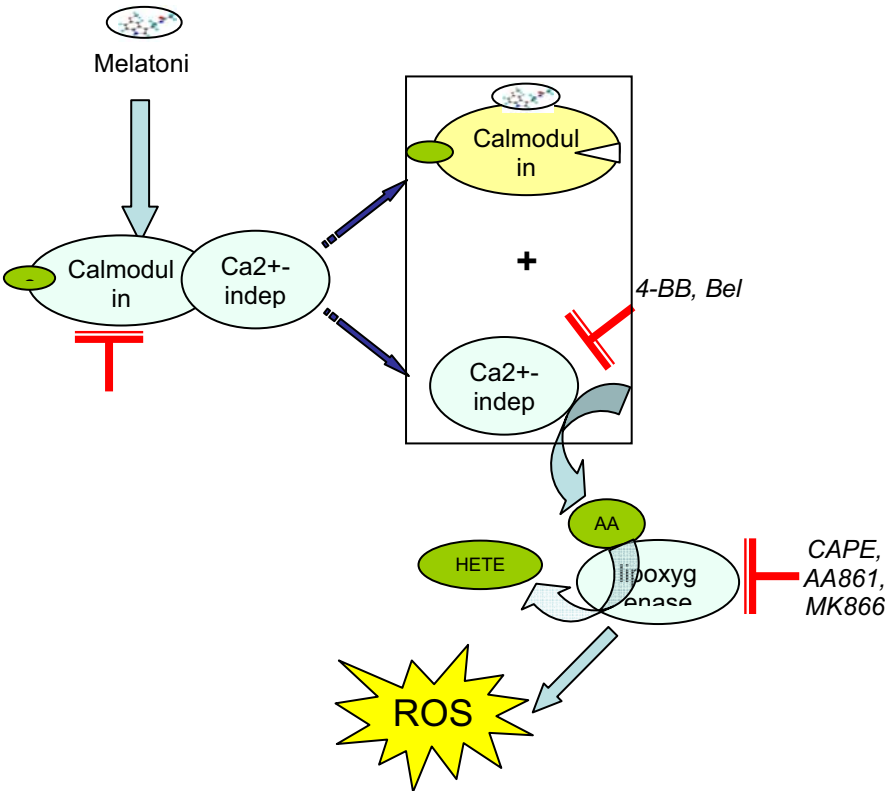 Melatoni
Calmodul
in
+
Calmodul
in
Ca2+-
indep
4-BB, Bel
Ca2+-
indep
AA
HETE
poxyg
enase
CAPE,
AA861,
MK866
ROS